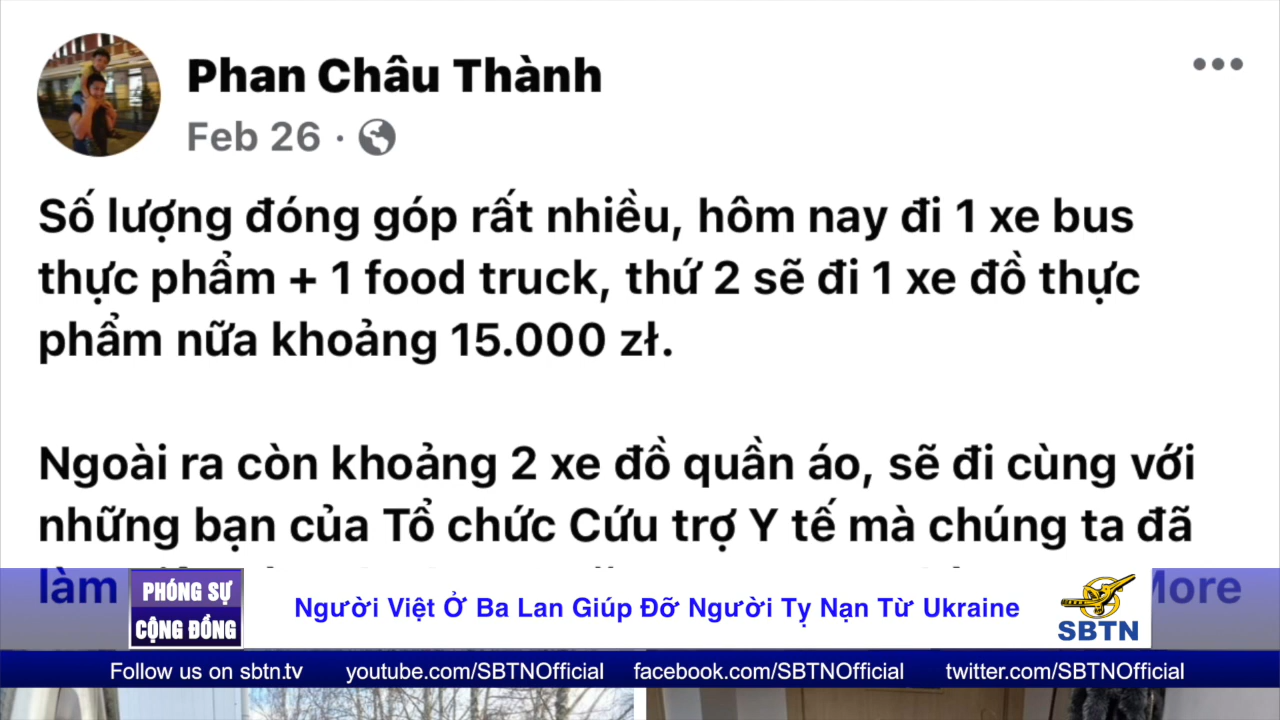 Phan Châu Thành
Feb 26 ·
Số lượng đóng góp rất nhiều, hôm nay đi 1 xe bus
thực phẩm + 1 food truck, thứ 2 sẽ đi 1 xe đồ thực
phẩm nữa khoảng 15.000 zł.
Ngoài ra còn khoảng 2 xe đồ quần áo, sẽ đi cùng với
những bạn của Tổ chức Cứu trợ Y tế mà chúng ta đã
làm More
PHÓNG SỰ
CỘNG ĐỒNG
Người Việt Ở Ba Lan Giúp Đỡ Người Tỵ Nạn Từ Ukraine
SBTN
Follow us on sbtn.tv youtube.com/SBTNOfficial facebook.com/SBTNOfficial twitter.com/SBTNOfficial